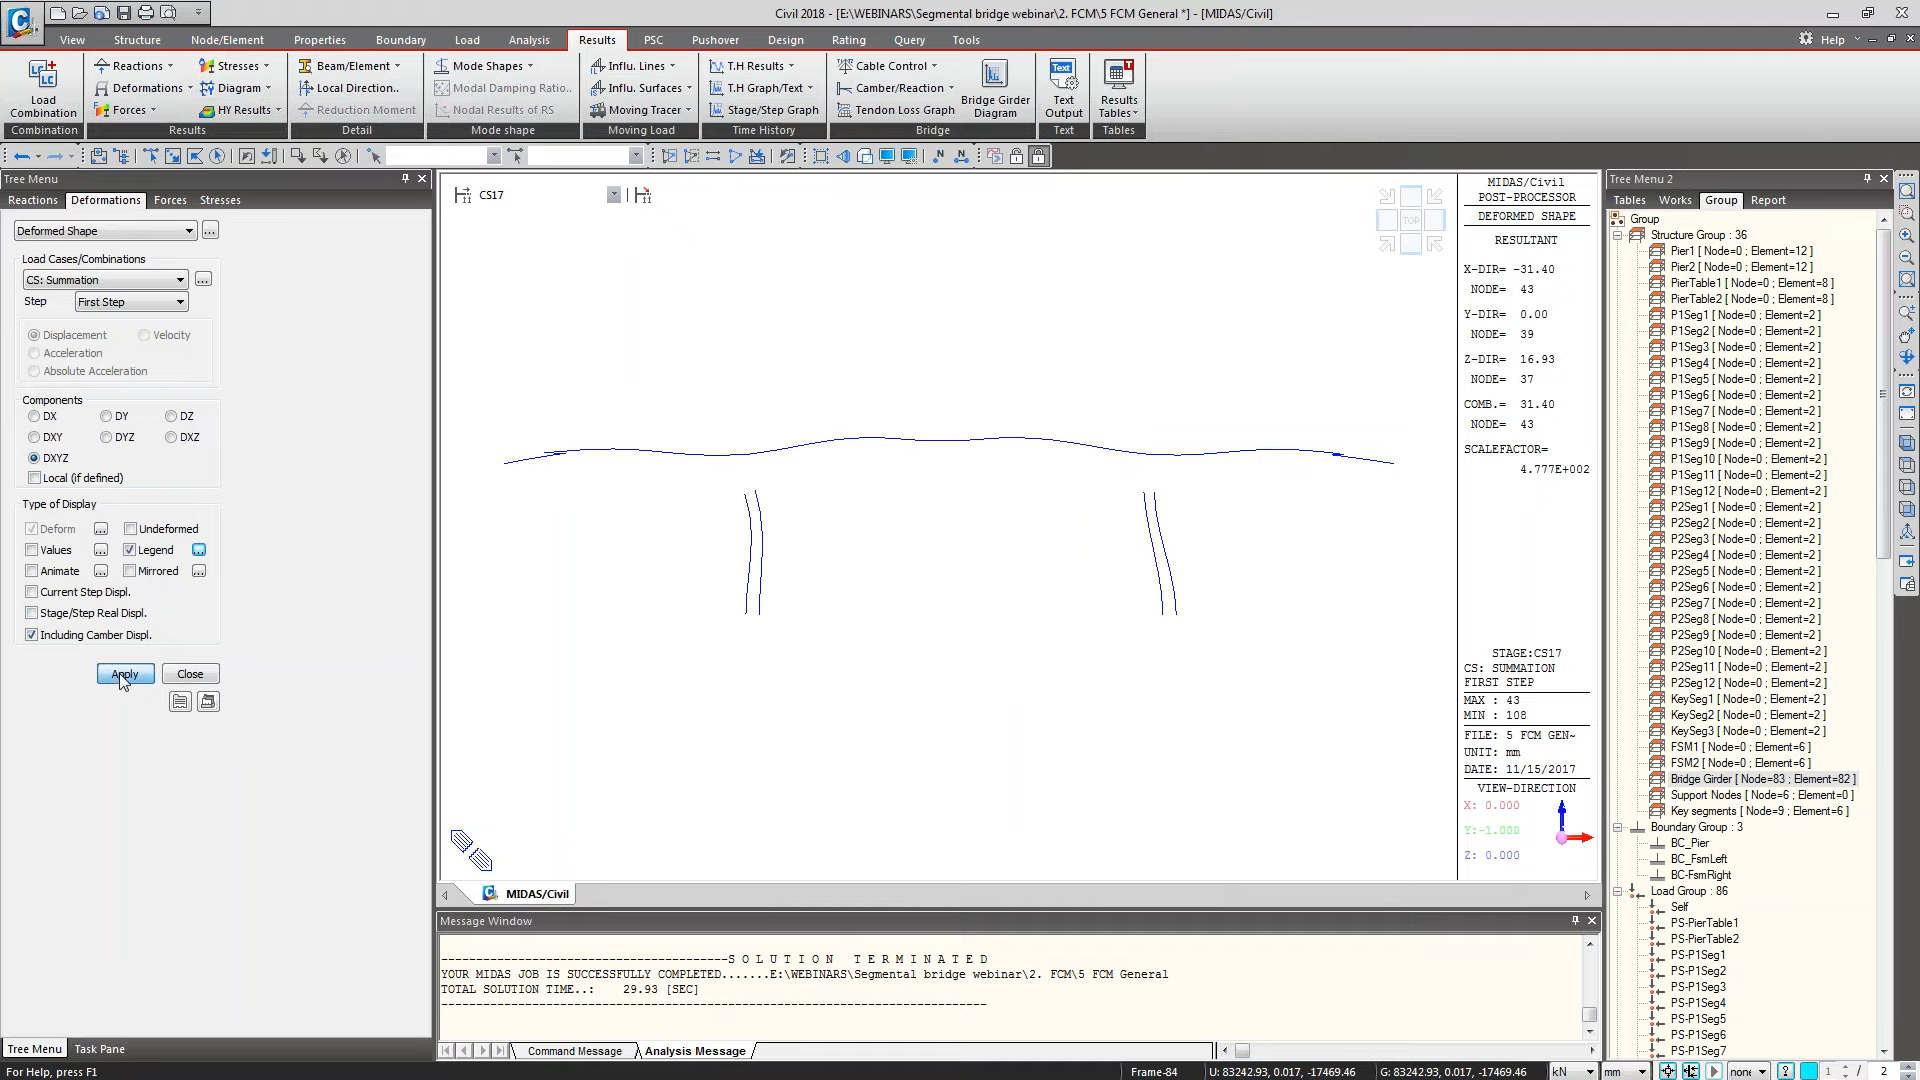 Civil 2018 - [E:\WEBINARS\Segmental bridge webinar\2. FCM\5 FCM General *] - [MIDAS/Civil]
View Structure Node/Element Properties Boundary Load Analysis Results PSC Pushover Design Rating Query Tools Help
Reactions Stresses Beam/Element Mode Shapes Influ. Lines T.H Results Cable Control
Deformations Diagram Local Direction.. Modal Damping Ratio.. Influ. Surfaces T.H Graph/Text Camber/Reaction
Forces HY Results Reduction Moment Nodal Results of RS Moving Tracer Stage/Step Graph Tendon Loss Graph
Load Combination
Bridge Girder Diagram
Text
Text Output
Results Tables
Combination Results Detail Mode shape Moving Load Time History Bridge Text Tables
Tree Menu
Reactions Deformations Forces Stresses
Deformed Shape
Load Cases/Combinations
CS: Summation
Step First Step
Displacement Velocity
Acceleration
Absolute Acceleration
Components
DX DY DZ
DXY DYZ DXZ
DXYZ
Local (if defined)
Type of Display
Deform Undeformed
Values Legend
Animate Mirrored
Current Step Displ.
Stage/Step Real Displ.
Including Camber Displ.
Apply Close
Tree Menu Task Pane
For Help, press F1
CS17
TOP
MIDAS/Civil
POST-PROCESSOR
DEFORMED SHAPE
RESULTANT
X-DIR= -31.40
NODE= 43
Y-DIR= 0.00
NODE= 39
Z-DIR= 16.93
NODE= 37
COMB.= 31.40
NODE= 43
SCALEFACTOR=
4.777E+002
STAGE:CS17
CS: SUMMATION
FIRST STEP
MAX : 43
MIN : 108
FILE: 5 FCM GEN~
UNIT: mm
DATE: 11/15/2017
VIEW-DIRECTION
X: 0.000
Y:-1.000
Z: 0.000
MIDAS/Civil
Message Window
----------------------------------------S O L U T I O N   T E R M I N A T E D
YOUR MIDAS JOB IS SUCCESSFULLY COMPLETED.......E:\WEBINARS\Segmental bridge webinar\2. FCM\5 FCM General
TOTAL SOLUTION TIME..: 29.93 [SEC]
Command Message Analysis Message
Tree Menu 2
Tables Works Group Report
Group
Structure Group : 36
Pier1 [ Node=0 ; Element=12 ]
Pier2 [ Node=0 ; Element=12 ]
PierTable1 [ Node=0 ; Element=8 ]
PierTable2 [ Node=0 ; Element=8 ]
P1Seg1 [ Node=0 ; Element=2 ]
P1Seg2 [ Node=0 ; Element=2 ]
P1Seg3 [ Node=0 ; Element=2 ]
P1Seg4 [ Node=0 ; Element=2 ]
P1Seg5 [ Node=0 ; Element=2 ]
P1Seg6 [ Node=0 ; Element=2 ]
P1Seg7 [ Node=0 ; Element=2 ]
P1Seg8 [ Node=0 ; Element=2 ]
P1Seg9 [ Node=0 ; Element=2 ]
P1Seg10 [ Node=0 ; Element=2 ]
P1Seg11 [ Node=0 ; Element=2 ]
P1Seg12 [ Node=0 ; Element=2 ]
P2Seg1 [ Node=0 ; Element=2 ]
P2Seg2 [ Node=0 ; Element=2 ]
P2Seg3 [ Node=0 ; Element=2 ]
P2Seg4 [ Node=0 ; Element=2 ]
P2Seg5 [ Node=0 ; Element=2 ]
P2Seg6 [ Node=0 ; Element=2 ]
P2Seg7 [ Node=0 ; Element=2 ]
P2Seg8 [ Node=0 ; Element=2 ]
P2Seg9 [ Node=0 ; Element=2 ]
P2Seg10 [ Node=0 ; Element=2 ]
P2Seg11 [ Node=0 ; Element=2 ]
P2Seg12 [ Node=0 ; Element=2 ]
KeySeg1 [ Node=0 ; Element=2 ]
KeySeg2 [ Node=0 ; Element=2 ]
KeySeg3 [ Node=0 ; Element=2 ]
FSM1 [ Node=0 ; Element=6 ]
FSM2 [ Node=0 ; Element=6 ]
Bridge Girder [ Node=83 ; Element=82 ]
Support Nodes [ Node=6 ; Element=0 ]
Key segments [ Node=9 ; Element=6 ]
Boundary Group : 3
BC_Pier
BC_FsmLeft
BC-FsmRight
Load Group : 86
Self
PS-PierTable1
PS-PierTable2
PS-P1Seg1
PS-P1Seg2
PS-P1Seg3
PS-P1Seg4
PS-P1Seg5
PS-P1Seg6
PS-P1Seg7
Frame-84 U: 83242.93, 0.017, -17469.46 G: 83242.93, 0.017, -17469.46 kN mm none ? 1 / 2